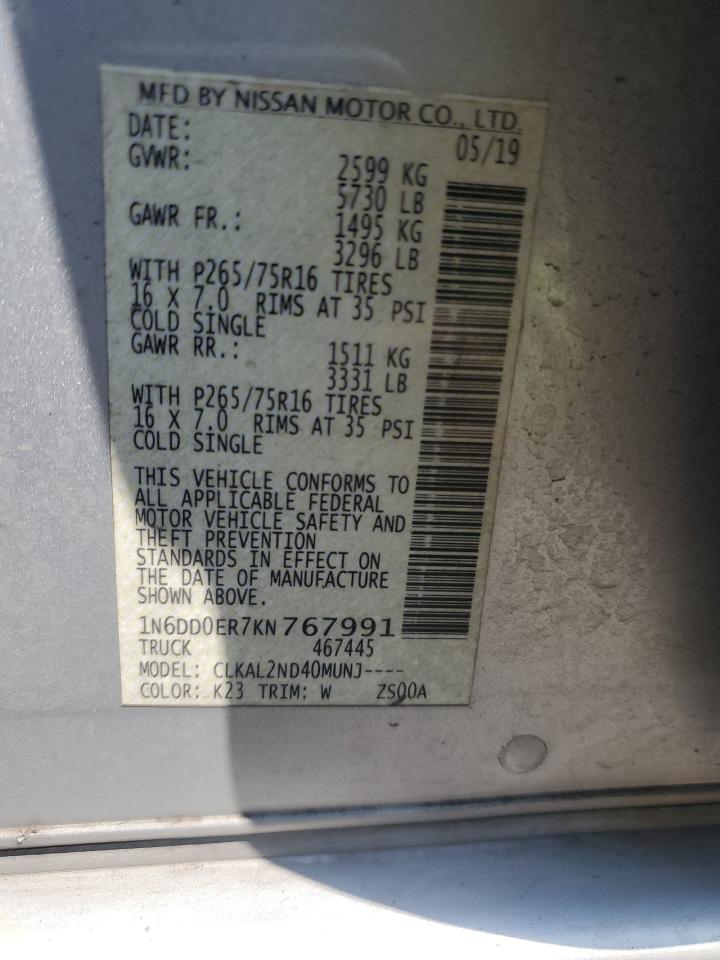 MFD BY NISSAN MOTOR CO., LTD.
DATE: 05/19
GVWR: 2599 KG
5730 LB
GAWR FR.: 1495 KG
3296 LB
WITH P265/75R16 TIRES
16 X 7.0 RIMS AT 35 PSI
COLD SINGLE
GAWR RR.: 1511 KG
3331 LB
WITH P265/75R16 TIRES
16 X 7.0 RIMS AT 35 PSI
COLD SINGLE
THIS VEHICLE CONFORMS TO
ALL APPLICABLE FEDERAL
MOTOR VEHICLE SAFETY AND
THEFT PREVENTION
STANDARDS IN EFFECT ON
THE DATE OF MANUFACTURE
SHOWN ABOVE.
1N6DD0ER7KN767991
TRUCK 467445
MODEL: CLKAL2ND40MUNJ----
COLOR: K23 TRIM: W ZS00A